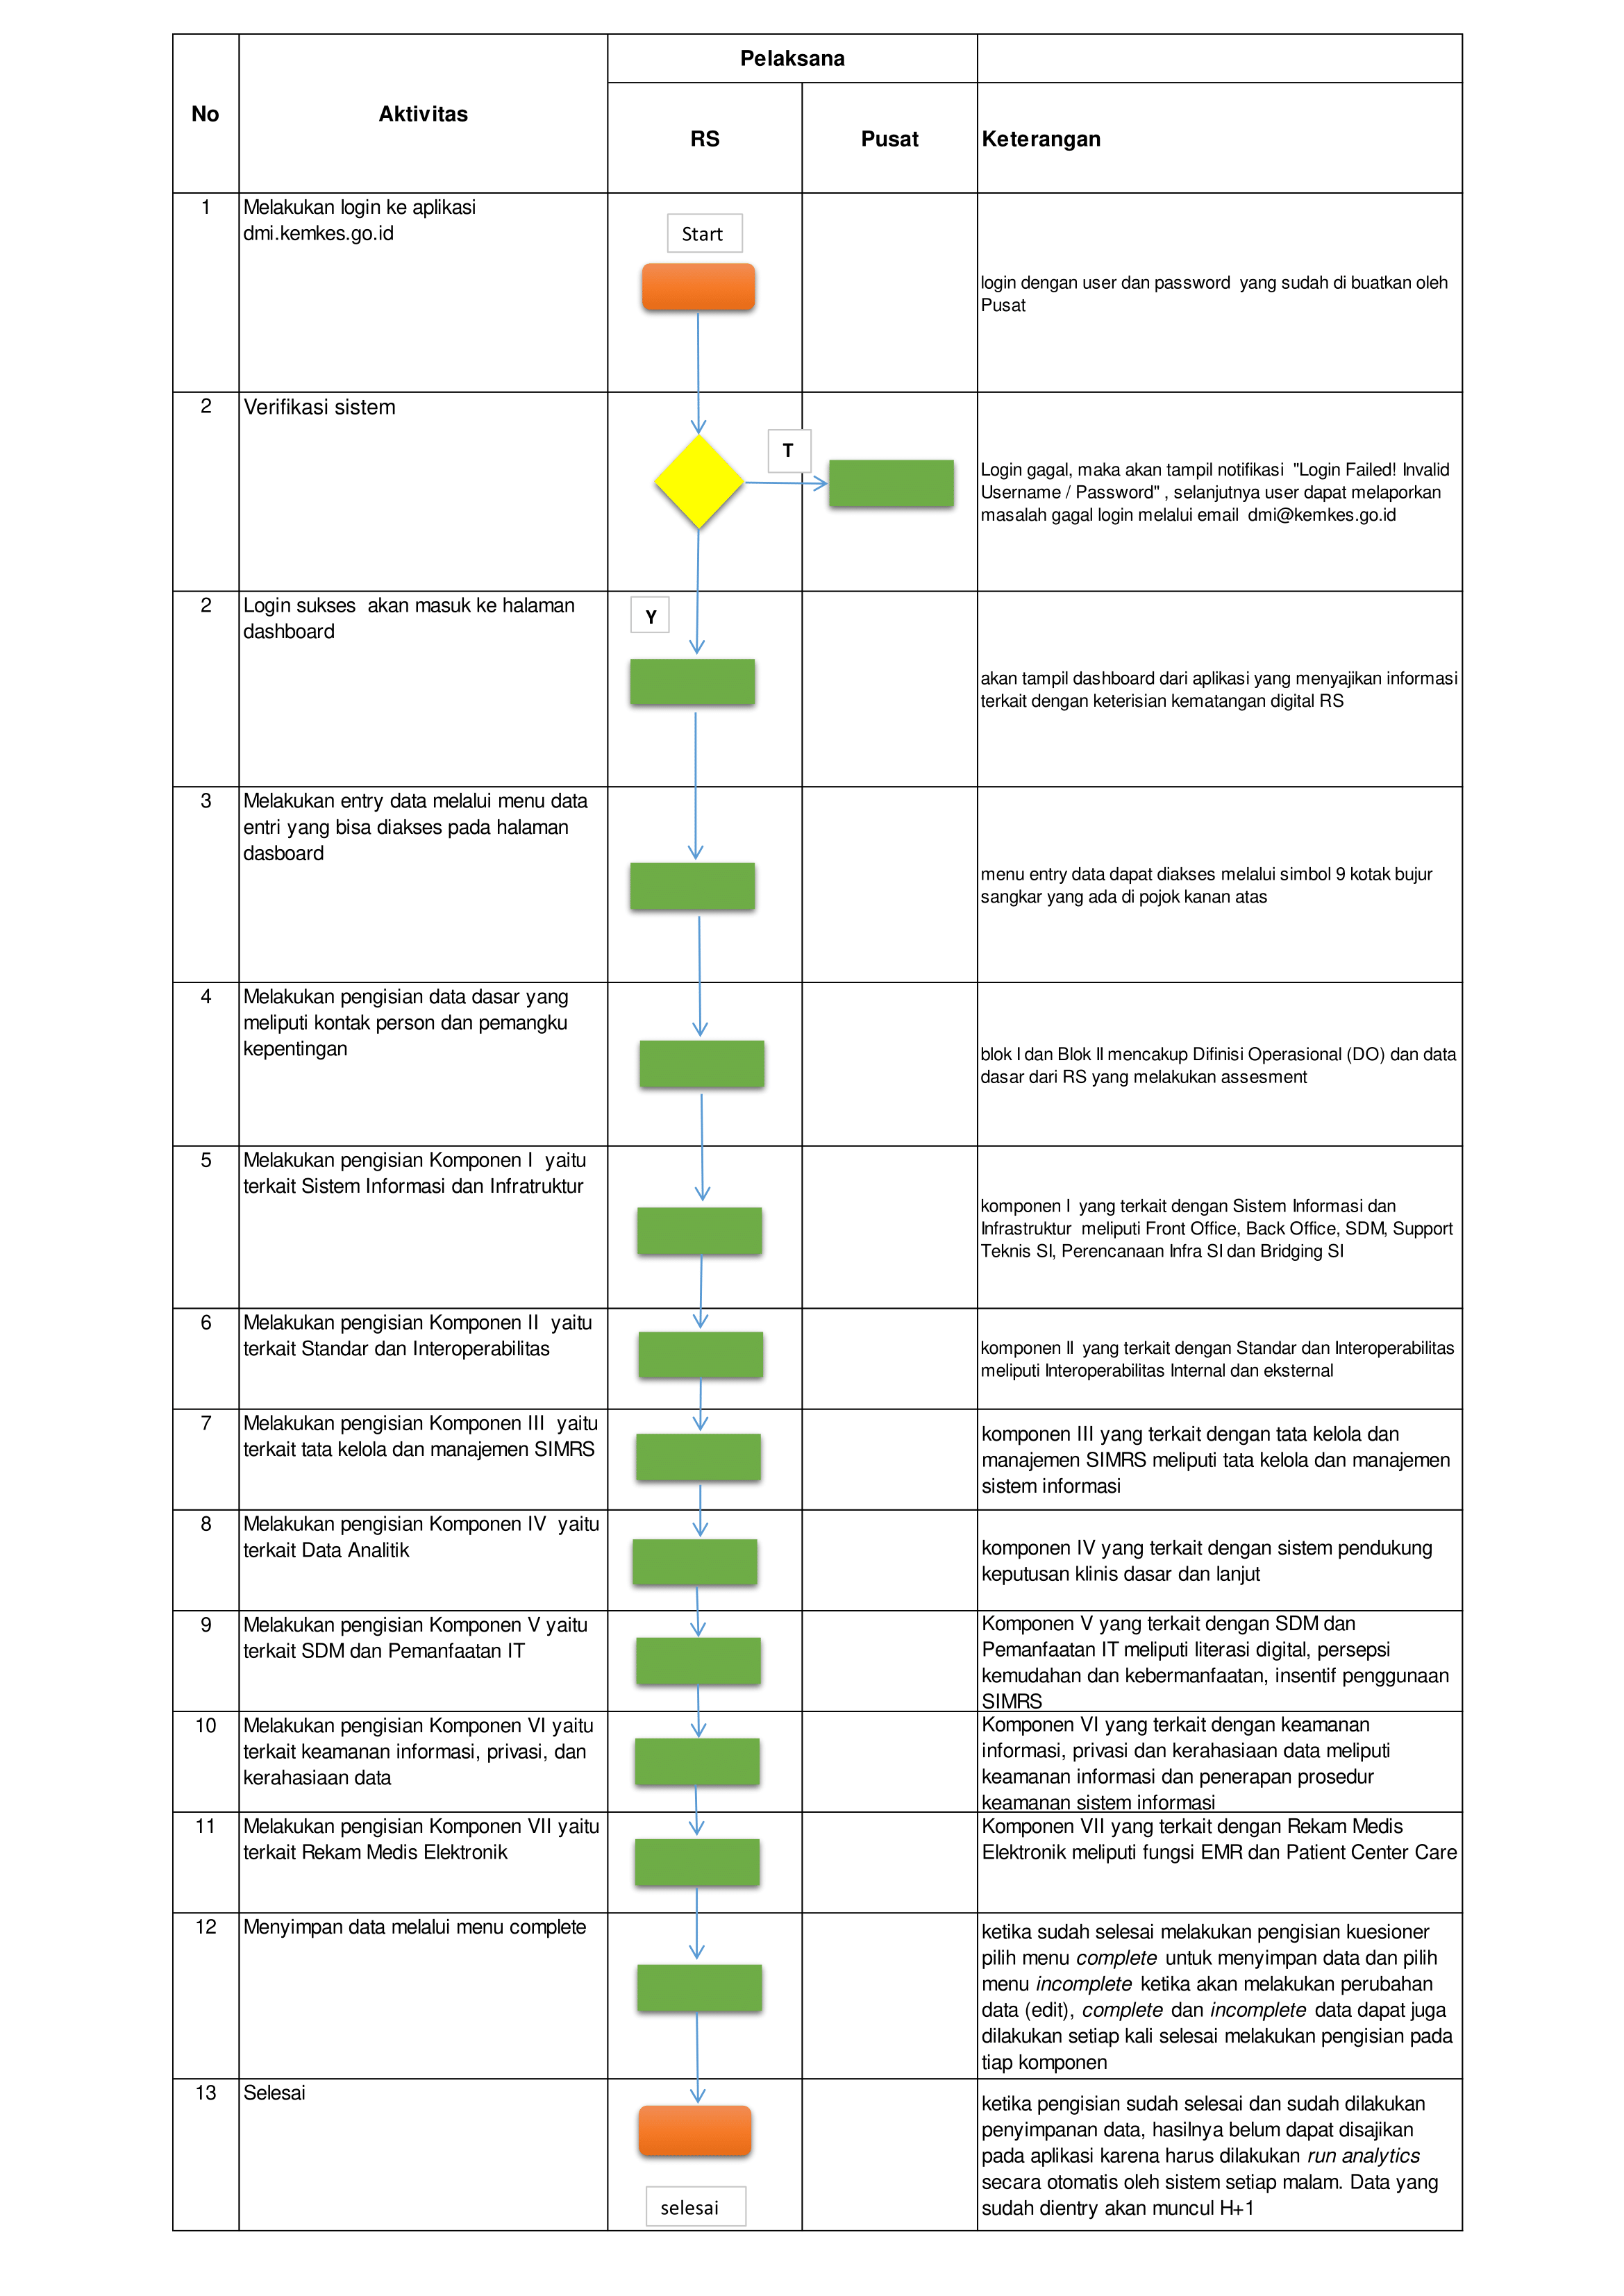 Pelaksana
No
Aktivitas
RS
Pusat
Keterangan
1
Melakukan login ke aplikasi
dmi.kemkes.go.id
Start
login dengan user dan password  yang sudah di buatkan oleh
Pusat
2
Verifikasi sistem
T
Login gagal, maka akan tampil notifikasi  "Login Failed! Invalid
Username / Password" , selanjutnya user dapat melaporkan
masalah gagal login melalui email  dmi@kemkes.go.id
2
Login sukses  akan masuk ke halaman
dashboard
Y
akan tampil dashboard dari aplikasi yang menyajikan informasi
terkait dengan keterisian kematangan digital RS
3
Melakukan entry data melalui menu data
entri yang bisa diakses pada halaman
dasboard
menu entry data dapat diakses melalui simbol 9 kotak bujur
sangkar yang ada di pojok kanan atas
4
Melakukan pengisian data dasar yang
meliputi kontak person dan pemangku
kepentingan
blok I dan Blok II mencakup Difinisi Operasional (DO) dan data
dasar dari RS yang melakukan assesment
5
Melakukan pengisian Komponen I  yaitu
terkait Sistem Informasi dan Infratruktur
komponen I  yang terkait dengan Sistem Informasi dan
Infrastruktur  meliputi Front Office, Back Office, SDM, Support
Teknis SI, Perencanaan Infra SI dan Bridging SI
6
Melakukan pengisian Komponen II  yaitu
terkait Standar dan Interoperabilitas
komponen II  yang terkait dengan Standar dan Interoperabilitas
meliputi Interoperabilitas Internal dan eksternal
7
Melakukan pengisian Komponen III  yaitu
terkait tata kelola dan manajemen SIMRS
komponen III yang terkait dengan tata kelola dan
manajemen SIMRS meliputi tata kelola dan manajemen
sistem informasi
8
Melakukan pengisian Komponen IV  yaitu
terkait Data Analitik
komponen IV yang terkait dengan sistem pendukung
keputusan klinis dasar dan lanjut
9
Melakukan pengisian Komponen V yaitu
terkait SDM dan Pemanfaatan IT
Komponen V yang terkait dengan SDM dan
Pemanfaatan IT meliputi literasi digital, persepsi
kemudahan dan kebermanfaatan, insentif penggunaan
SIMRS
10
Melakukan pengisian Komponen VI yaitu
terkait keamanan informasi, privasi, dan
kerahasiaan data
Komponen VI yang terkait dengan keamanan
informasi, privasi dan kerahasiaan data meliputi
keamanan informasi dan penerapan prosedur
keamanan sistem informasi
11
Melakukan pengisian Komponen VII yaitu
terkait Rekam Medis Elektronik
Komponen VII yang terkait dengan Rekam Medis
Elektronik meliputi fungsi EMR dan Patient Center Care
12
Menyimpan data melalui menu complete
ketika sudah selesai melakukan pengisian kuesioner
pilih menu complete untuk menyimpan data dan pilih
menu incomplete ketika akan melakukan perubahan
data (edit), complete dan incomplete data dapat juga
dilakukan setiap kali selesai melakukan pengisian pada
tiap komponen
13
Selesai
selesai
ketika pengisian sudah selesai dan sudah dilakukan
penyimpanan data, hasilnya belum dapat disajikan
pada aplikasi karena harus dilakukan run analytics
secara otomatis oleh sistem setiap malam. Data yang
sudah dientry akan muncul H+1